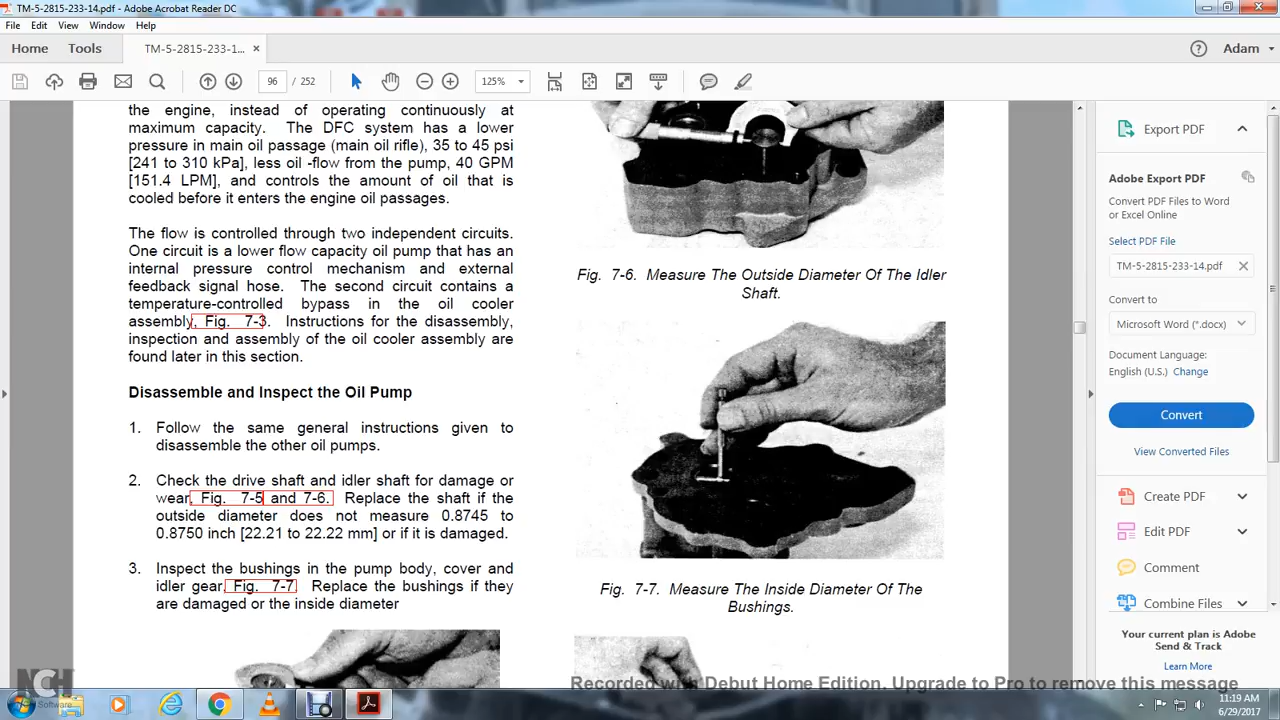 TM-5-2815-233-14.pdf - Adobe Acrobat Reader DC
File Edit View Window Help
Home Tools TM-5-2815-233-1... × Adam
96 / 252 125%
the engine, instead of operating continuously at
maximum capacity. The DFC system has a lower
pressure in main oil passage (main oil rifle), 35 to 45 psi
[241 to 310 kPa], less oil -flow from the pump, 40 GPM
[151.4 LPM], and controls the amount of oil that is
cooled before it enters the engine oil passages.
The flow is controlled through two independent circuits.
One circuit is a lower flow capacity oil pump that has an
internal pressure control mechanism and external
feedback signal hose. The second circuit contains a
temperature-controlled bypass in the oil cooler
assembly, Fig. 7-3. Instructions for the disassembly,
inspection and assembly of the oil cooler assembly are
found later in this section.
Disassemble and Inspect the Oil Pump
1. Follow the same general instructions given to
disassemble the other oil pumps.
2. Check the drive shaft and idler shaft for damage or
wear, Fig. 7-5 and 7-6. Replace the shaft if the
outside diameter does not measure 0.8745 to
0.8750 inch [22.21 to 22.22 mm] or if it is damaged.
3. Inspect the bushings in the pump body, cover and
idler gear, Fig. 7-7 Replace the bushings if they
are damaged or the inside diameter
Fig. 7-6. Measure The Outside Diameter Of The Idler
Shaft.
Fig. 7-7. Measure The Inside Diameter Of The
Bushings.
Export PDF
Adobe Export PDF
Convert PDF Files to Word
or Excel Online
Select PDF File
TM-5-2815-233-14.pdf
Convert to
Microsoft Word (*.docx)
Document Language:
English (U.S.) Change
Convert
View Converted Files
Create PDF
Edit PDF
Comment
Combine Files
Your current plan is Adobe
Send & Track
Learn More
NCH
Software
Recorded with Debut Home Edition. Upgrade to Pro to remove this message
11:19 AM
6/29/2017